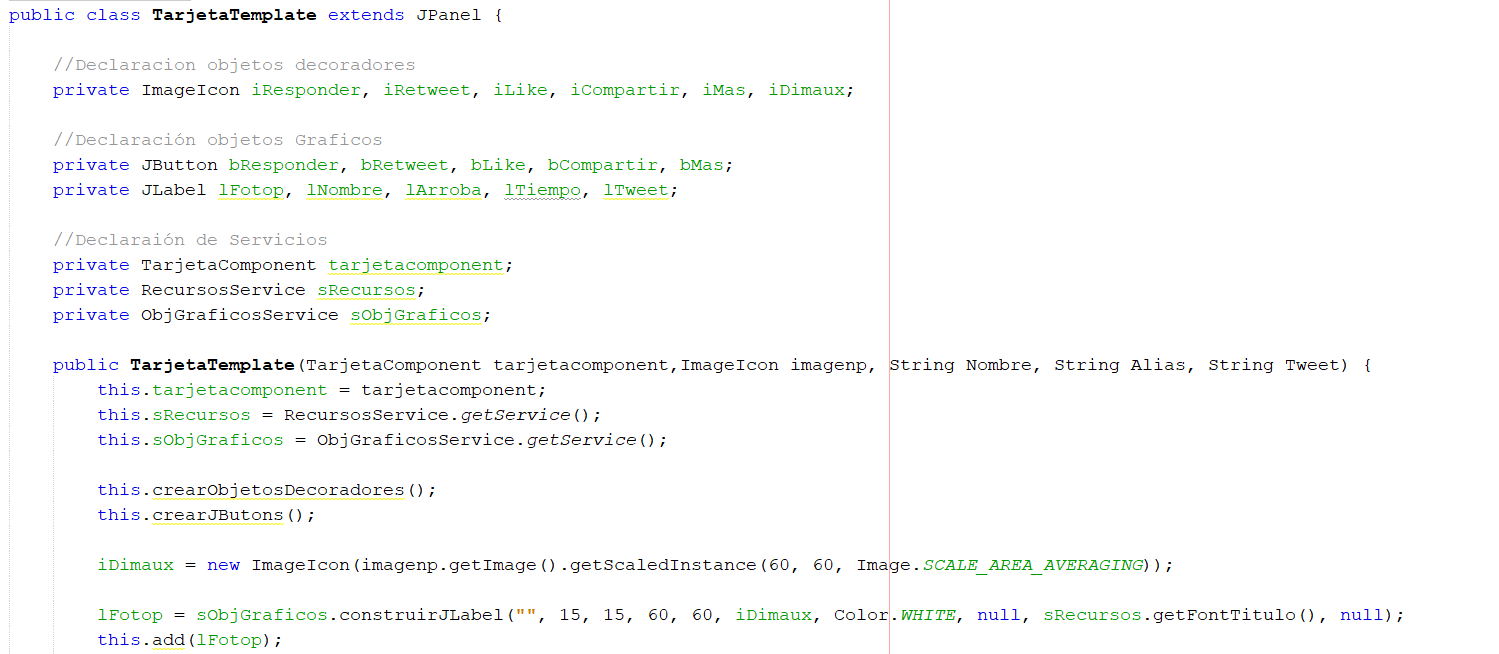 public class TarjetaTemplate extends JPanel {
//Declaracion objetos decoradores
private ImageIcon iResponder, iRetweet, iLike, iCompartir, iMas, iDimaux;
//Declaración objetos Graficos
private JButton bResponder, bRetweet, bLike, bCompartir, bMas;
private JLabel lFotop, lNombre, lArroba, lTiempo, lTweet;
//Declaraión de Servicios
private TarjetaComponent tarjetacomponent;
private RecursosService sRecursos;
private ObjGraficosService sObjGraficos;
public TarjetaTemplate(TarjetaComponent tarjetacomponent,ImageIcon imagenp, String Nombre, String Alias, String Tweet) {
this.tarjetacomponent = tarjetacomponent;
this.sRecursos = RecursosService.getService();
this.sObjGraficos = ObjGraficosService.getService();
this.crearObjetosDecoradores();
this.crearJButons();
iDimaux = new ImageIcon(imagenp.getImage().getScaledInstance(60, 60, Image.SCALE_AREA_AVERAGING));
lFotop = sObjGraficos.construirJLabel("", 15, 15, 60, 60, iDimaux, Color.WHITE, null, sRecursos.getFontTitulo(), null);
this.add(lFotop);